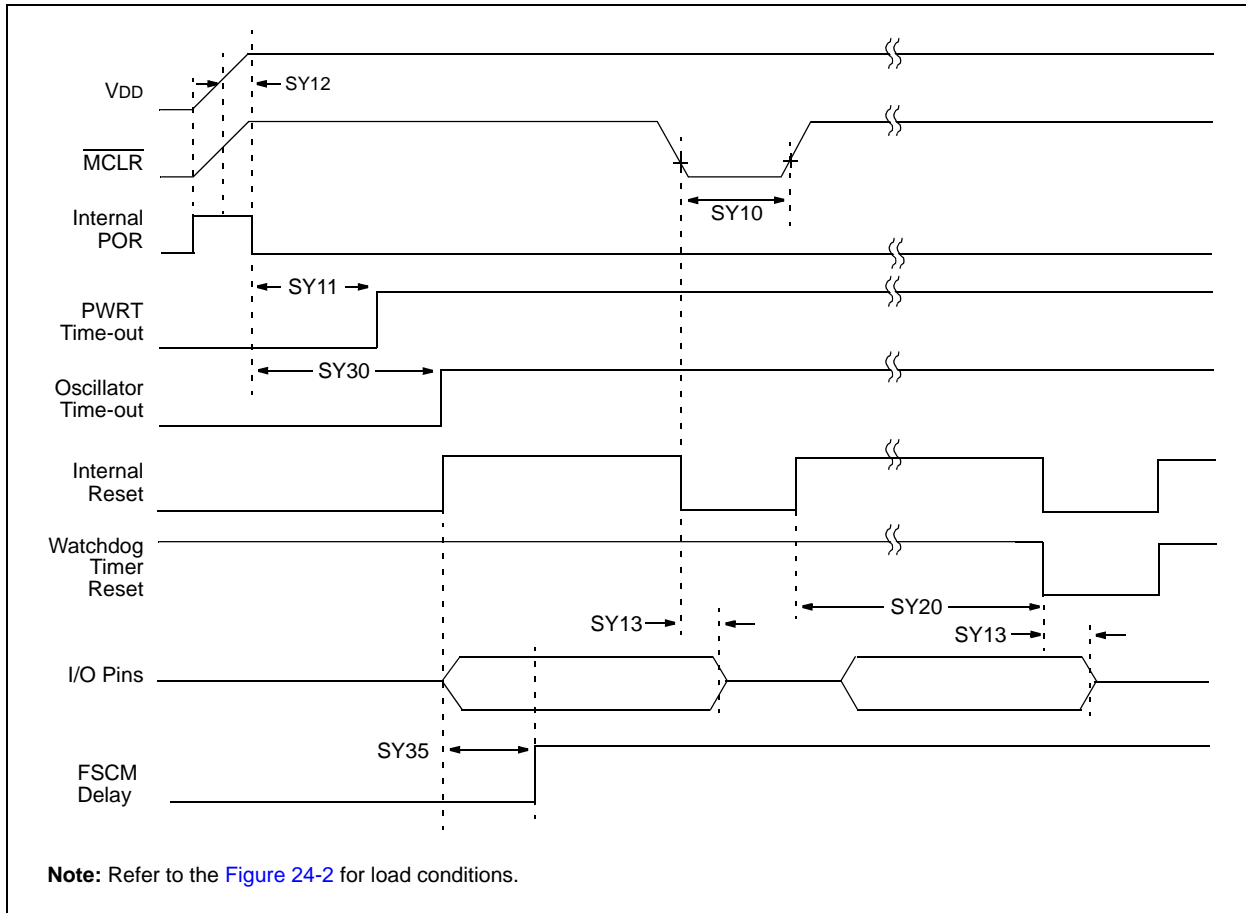 VDD
SY12
MCLR
SY10
Internal
POR
SY11
PWRT
Time-out
SY30
Oscillator
Time-out
Internal
Reset
Watchdog
Timer
Reset
SY20
SY13
SY13
I/O Pins
SY35
FSCM
Delay
Note: Refer to the Figure 24-2 for load conditions.